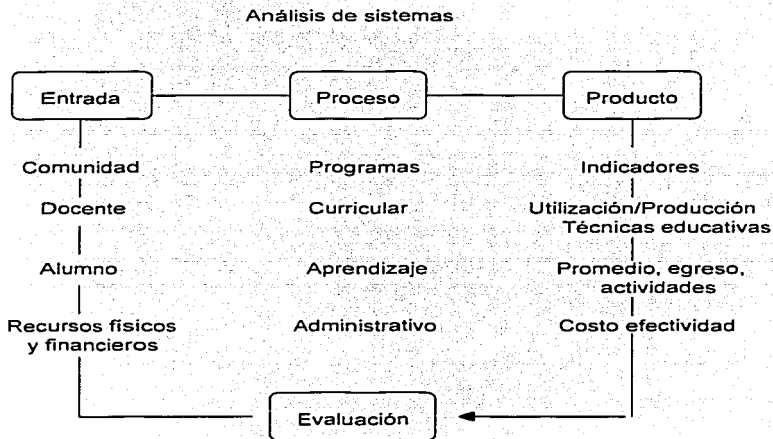 Análisis de sistemas
Entrada
Proceso
Producto
Comunidad
Programas
Indicadores
Docente
Curricular
Utilización/Producción
Técnicas educativas
Alumno
Aprendizaje
Promedio, egreso,
actividades
Recursos físicos
y financieros
Administrativo
Costo efectividad
Evaluación